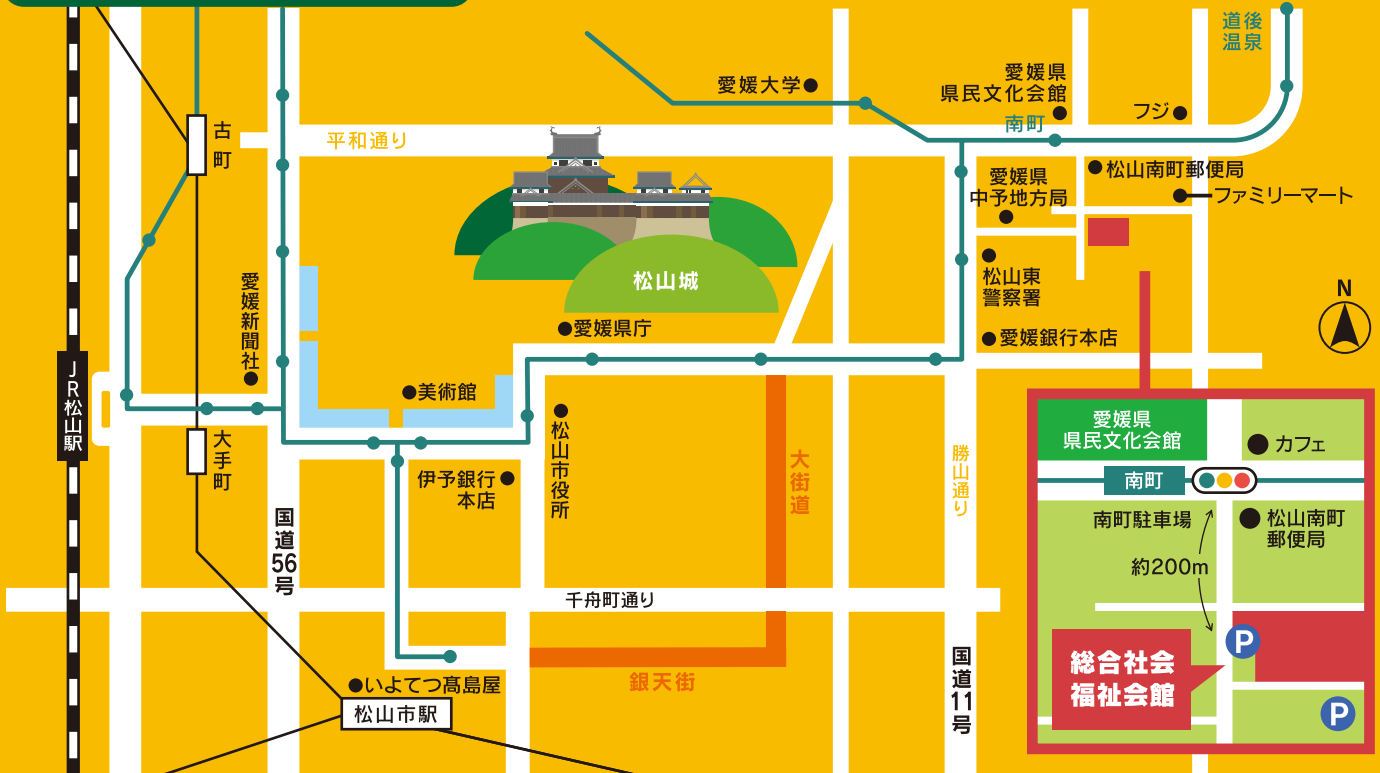 道後
温泉
愛媛大学
愛媛県
県民文化会館
フジ
南町
古町
平和通り
松山南町郵便局
愛媛県
中予地方局
ファミリーマート
松山城
松山東
警察署
愛媛新聞社
N
愛媛県庁
愛媛銀行本店
JR松山駅
美術館
松山市役所
大手町
伊予銀行
本店
大街道
勝山通り
国道56号
千舟町通り
国道11号
銀天街
いよてつ髙島屋
松山市駅
愛媛県
県民文化会館
カフェ
南町
南町駐車場
松山南町
郵便局
約200m
P
総合社会
福祉会館
P